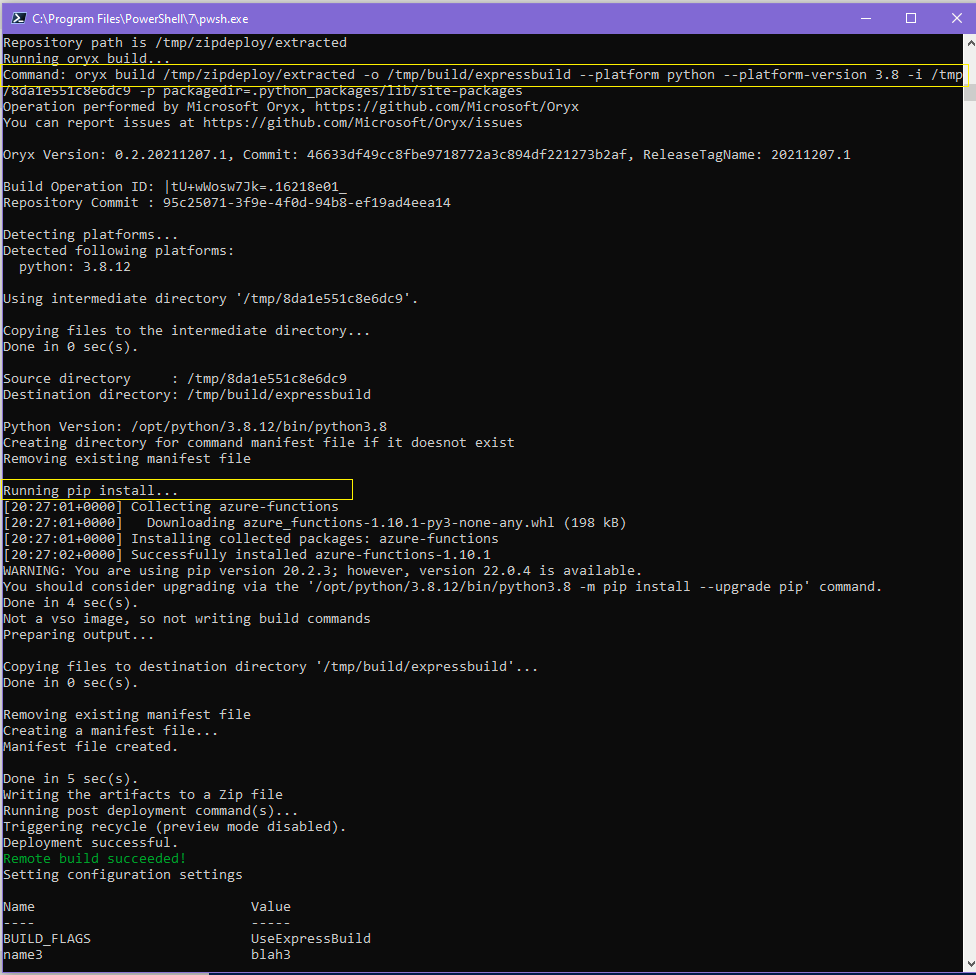 C:\Program Files\PowerShell\7\pwsh.exe
Repository path is /tmp/zipdeploy/extracted
Running oryx build...
Command: oryx build /tmp/zipdeploy/extracted -o /tmp/build/expressbuild --platform python --platform-version 3.8 -i /tmp
/8da1e551c8e6dc9 -p packagedir=.python_packages/lib/site-packages
Operation performed by Microsoft Oryx, https://github.com/Microsoft/Oryx
You can report issues at https://github.com/Microsoft/Oryx/issues
Oryx Version: 0.2.20211207.1, Commit: 46633df49cc8fbe9718772a3c894df221273b2af, ReleaseTagName: 20211207.1
Build Operation ID: |tU+wWosw7Jk=.16218e01_
Repository Commit : 95c25071-3f9e-4f0d-94b8-ef19ad4eea14
Detecting platforms...
Detected following platforms:
  python: 3.8.12
Using intermediate directory '/tmp/8da1e551c8e6dc9'.
Copying files to the intermediate directory...
Done in 0 sec(s).
Source directory     : /tmp/8da1e551c8e6dc9
Destination directory: /tmp/build/expressbuild
Python Version: /opt/python/3.8.12/bin/python3.8
Creating directory for command manifest file if it doesnot exist
Removing existing manifest file
Running pip install...
[20:27:01+0000] Collecting azure-functions
[20:27:01+0000]   Downloading azure_functions-1.10.1-py3-none-any.whl (198 kB)
[20:27:01+0000] Installing collected packages: azure-functions
[20:27:02+0000] Successfully installed azure-functions-1.10.1
WARNING: You are using pip version 20.2.3; however, version 22.0.4 is available.
You should consider upgrading via the '/opt/python/3.8.12/bin/python3.8 -m pip install --upgrade pip' command.
Done in 4 sec(s).
Not a vso image, so not writing build commands
Preparing output...
Copying files to destination directory '/tmp/build/expressbuild'...
Done in 0 sec(s).
Removing existing manifest file
Creating a manifest file...
Manifest file created.
Done in 5 sec(s).
Writing the artifacts to a Zip file
Running post deployment command(s)...
Triggering recycle (preview mode disabled).
Deployment successful.
Remote build succeeded!
Setting configuration settings
Name                           Value
----                           -----
BUILD_FLAGS                    UseExpressBuild
name3                          blah3